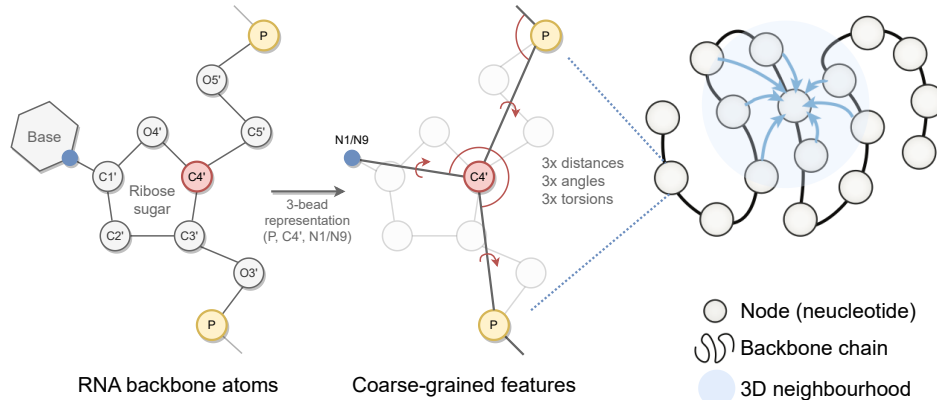 P
O5'
Base
O4'
C5'
C1'
Ribose
sugar
C4'
C2'
C3'
O3'
P
RNA backbone atoms
3-bead
representation
(P, C4', N1/N9)
P
N1/N9
C4'
3x distances
3x angles
3x torsions
P
Coarse-grained features
Node (neucleotide)
Backbone chain
3D neighbourhood